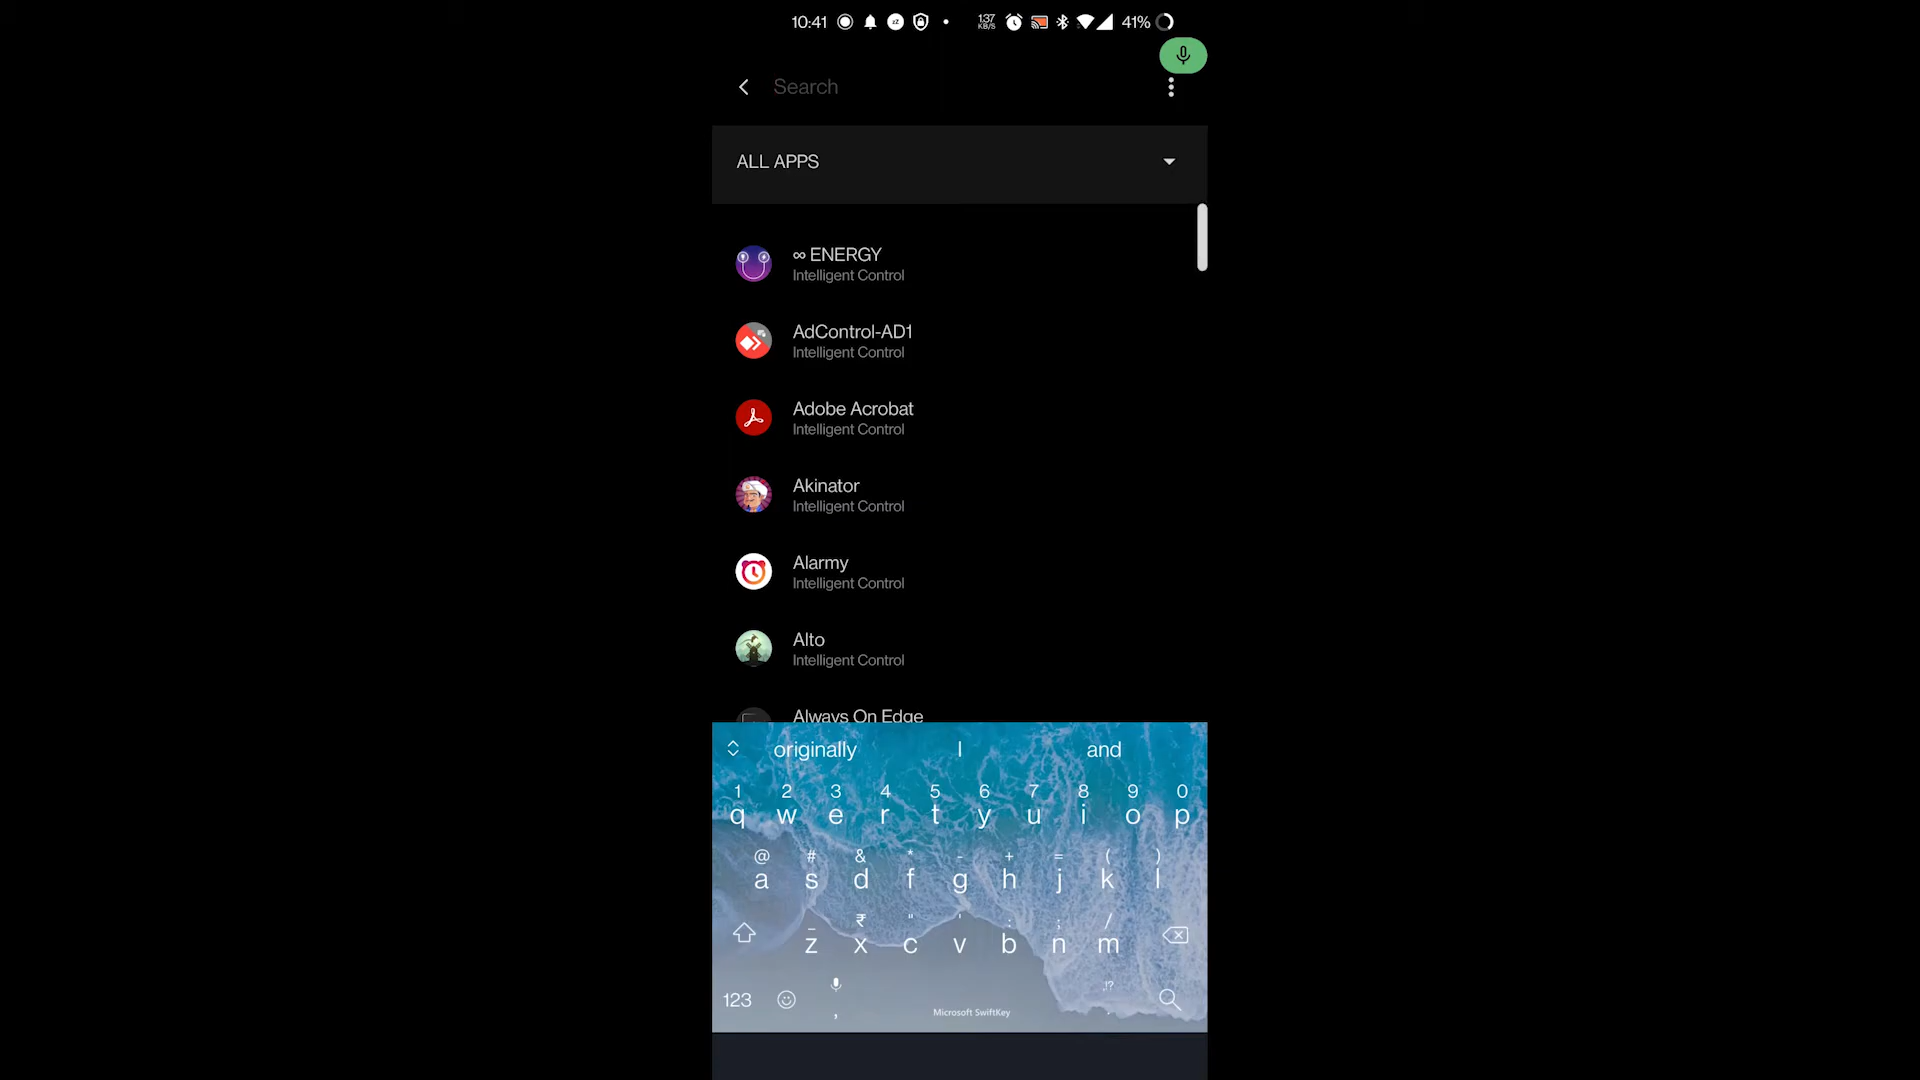 10:41 137 KB/S 41%
Search
ALL APPS
∞ ENERGY
Intelligent Control
AdControl-AD1
Intelligent Control
Adobe Acrobat
Intelligent Control
Akinator
Intelligent Control
Alarmy
Intelligent Control
Alto
Intelligent Control
Always On Edge
originally I and
1 2 3 4 5 6 7 8 9 0
q w e r t y u i o p
@ # & * - + = ( )
a s d f g h j k l
_ ₹ " ' : ; /
z x c v b n m
,!?
123 , Microsoft SwiftKey .